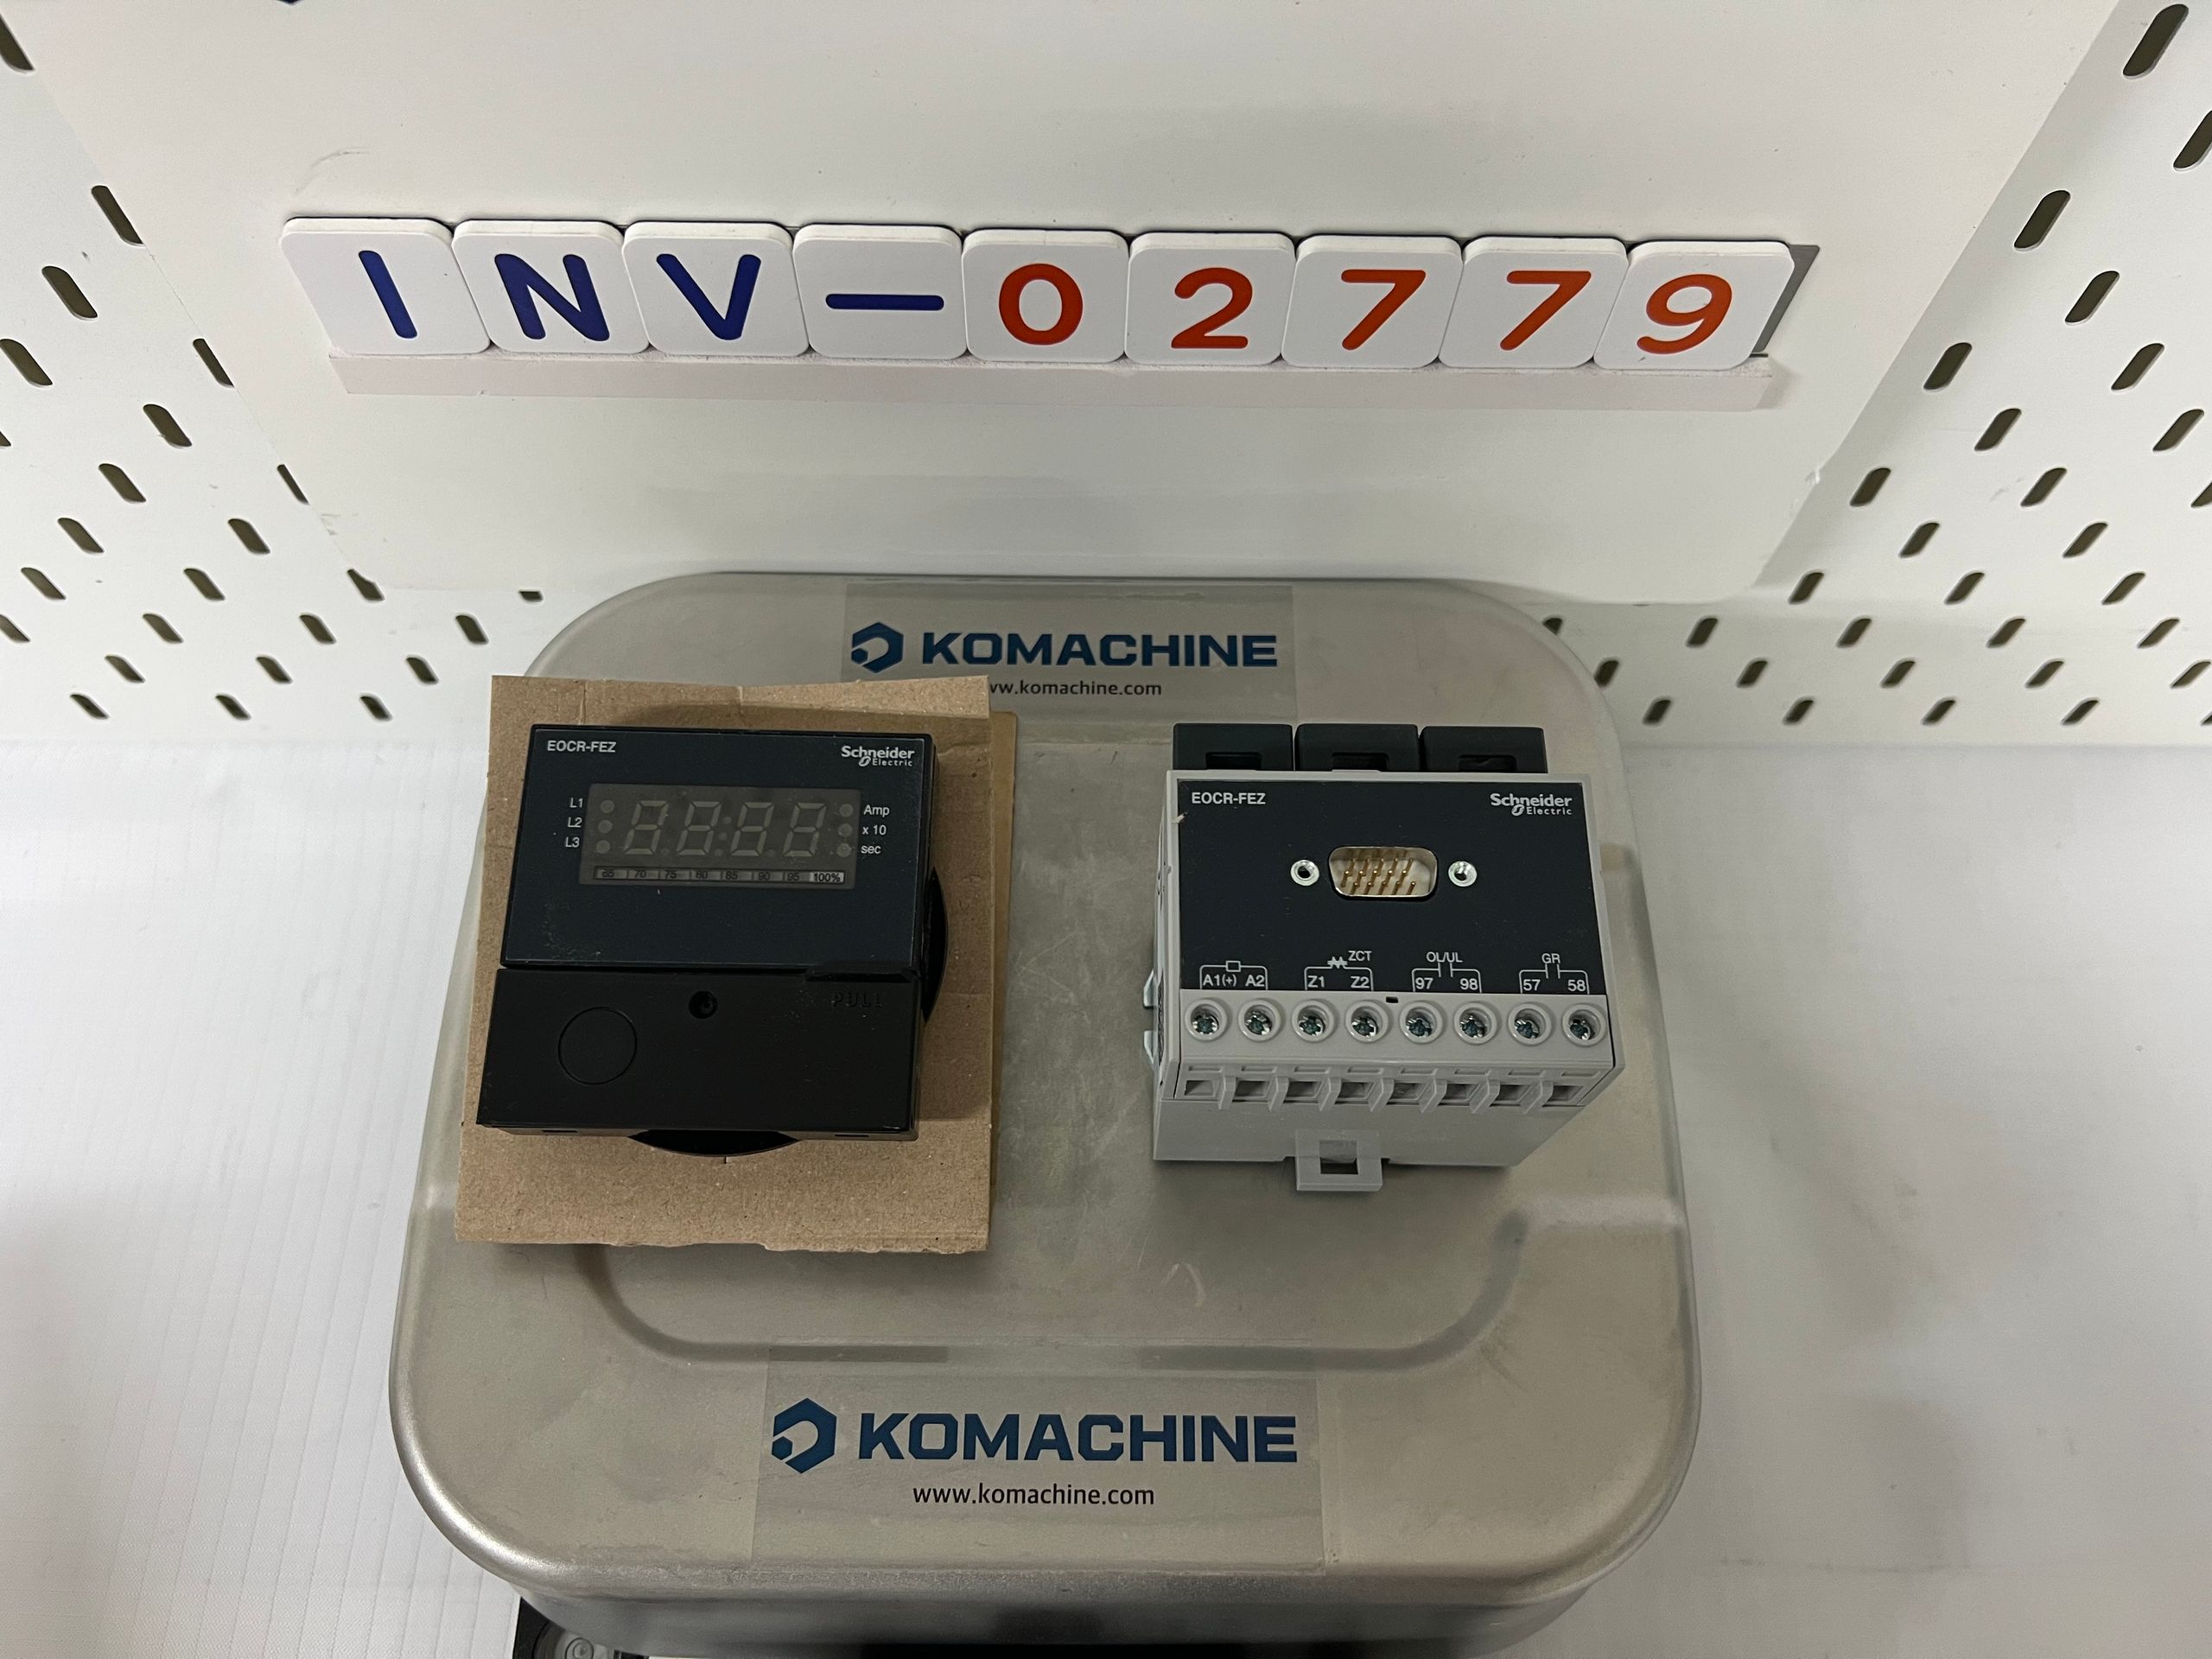 INV-02779
KOMACHINE
w.komachine.com
EOCR-FEZ
Schneider
Electric
L1
L2
L3
Amp
x 10
sec
65 70 75 80 85 90 95 100%
PULL
EOCR-FEZ
Schneider
Electric
ZCT
OL/UL
GR
A1(+) A2 Z1 Z2 97 98 57 58
KOMACHINE
www.komachine.com